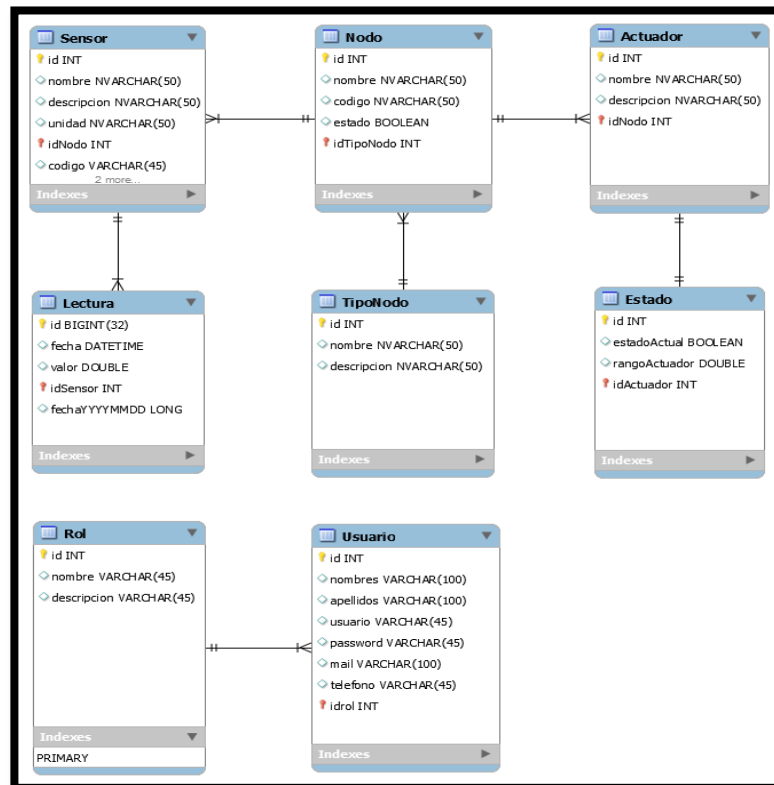 Sensor
id INT
nombre NVARCHAR(50)
descripcion NVARCHAR(50)
unidad NVARCHAR(50)
idNodo INT
codigo VARCHAR(45)
2 more...
Indexes
Nodo
id INT
nombre NVARCHAR(50)
codigo NVARCHAR(50)
estado BOOLEAN
idTipoNodo INT
Indexes
Actuador
id INT
nombre NVARCHAR(50)
descripcion NVARCHAR(50)
idNodo INT
Indexes
Lectura
id BIGINT(32)
fecha DATETIME
valor DOUBLE
idSensor INT
fechaYYYYMMDD LONG
Indexes
TipoNodo
id INT
nombre NVARCHAR(50)
descripcion NVARCHAR(50)
Indexes
Estado
id INT
estadoActual BOOLEAN
rangoActuador DOUBLE
idActuador INT
Indexes
Rol
id INT
nombre VARCHAR(45)
descripcion VARCHAR(45)
Indexes
PRIMARY
Usuario
id INT
nombres VARCHAR(100)
apellidos VARCHAR(100)
usuario VARCHAR(45)
password VARCHAR(45)
mail VARCHAR(100)
telefono VARCHAR(45)
idrol INT
Indexes